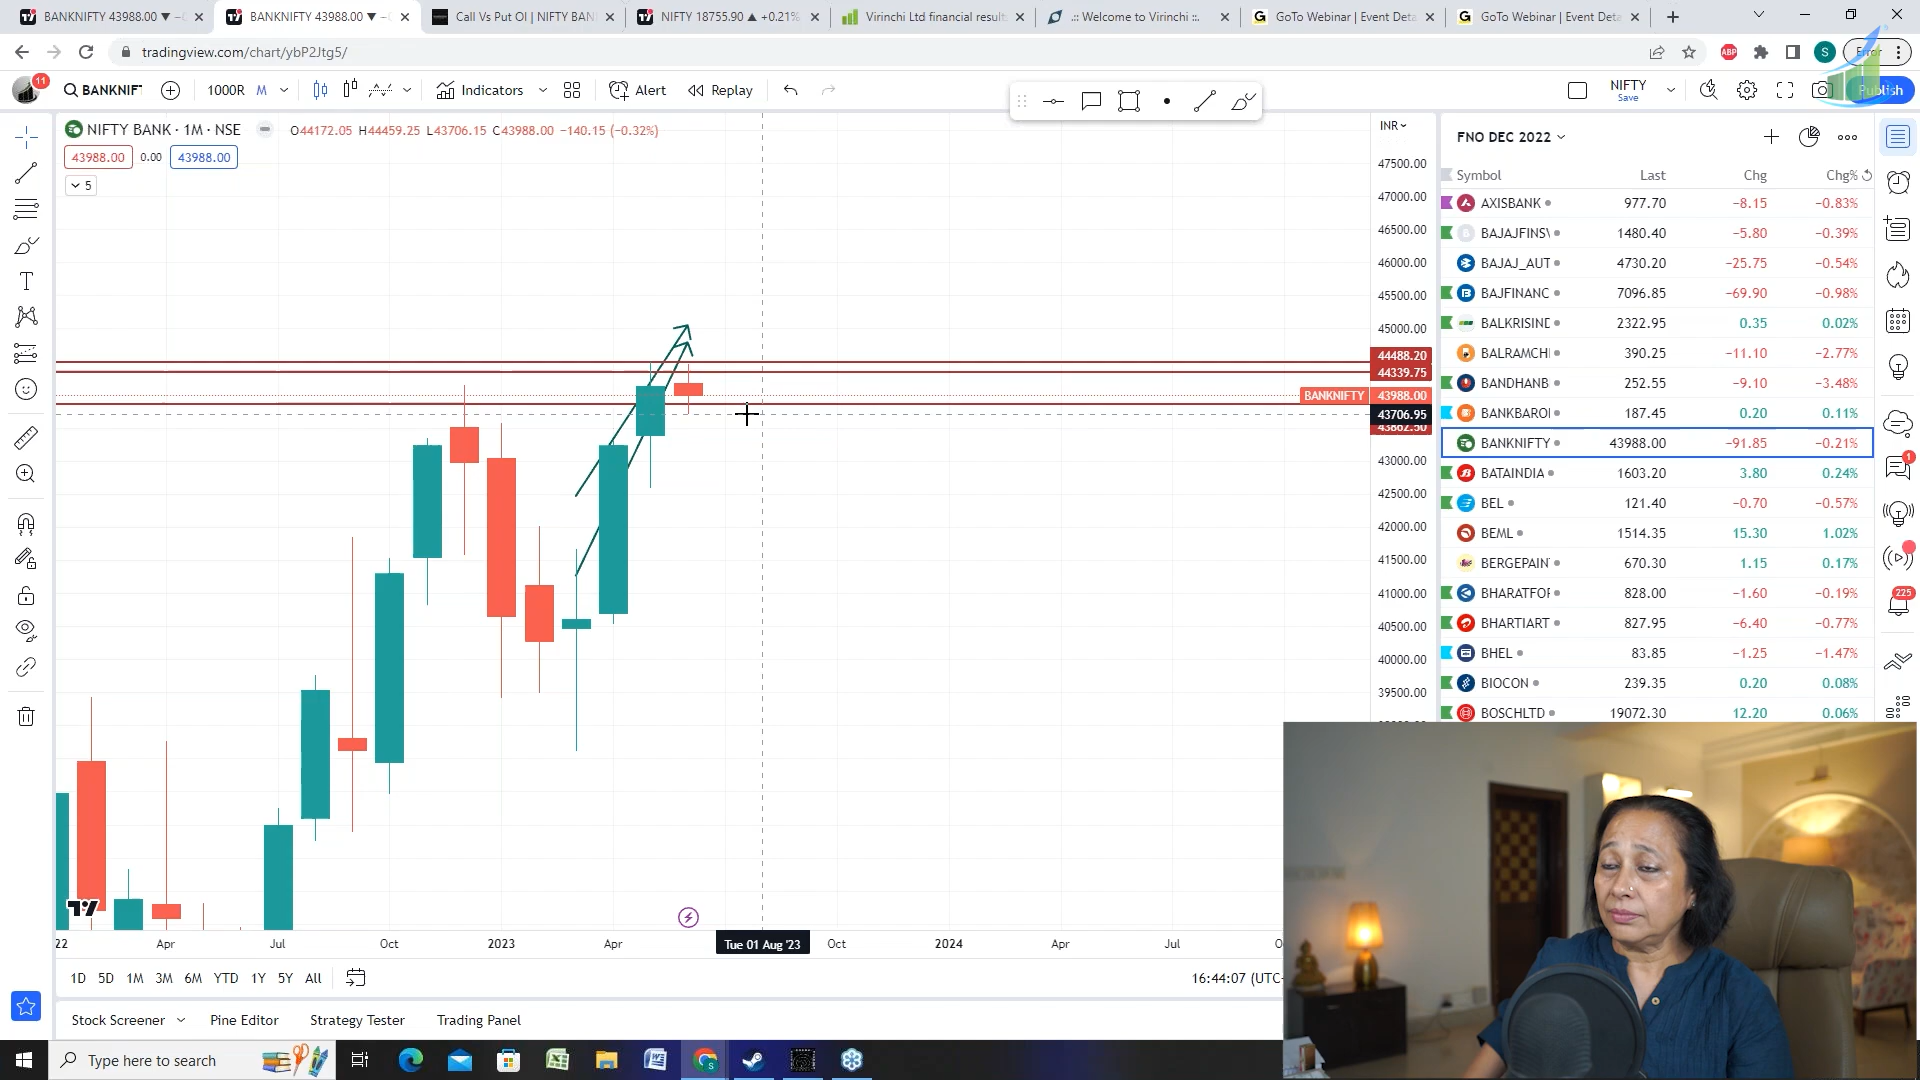 BANKNIFTY 43988.00 ▼ −
BANKNIFTY 43988.00 ▼ −
Call Vs Put OI | NIFTY BAN
NIFTY 18755.90 ▲ +0.21%
Virinchi Ltd financial result
.:: Welcome to Virinchi ::.
GoTo Webinar | Event Deta
GoTo Webinar | Event Deta
tradingview.com/chart/ybP2Jtg5/
ABP
S
Error
11
BANKNIF
1000R
M
Indicators
Alert
Replay
NIFTY
Save
Publish
NIFTY BANK · 1M · NSE
O44172.05 H44459.25 L43706.15 C43988.00 −140.15 (−0.32%)
43988.00
0.00
43988.00
5
INR
47500.00
47000.00
46500.00
46000.00
45500.00
45000.00
44488.20
44339.75
BANKNIFTY
43988.00
43706.95
43862.50
43000.00
42500.00
42000.00
41500.00
41000.00
40500.00
40000.00
39500.00
22
Apr
Jul
Oct
2023
Apr
Tue 01 Aug '23
Oct
2024
Apr
Jul
1D
5D
1M
3M
6M
YTD
1Y
5Y
All
16:44:07 (UTC
Stock Screener
Pine Editor
Strategy Tester
Trading Panel
FNO DEC 2022
Symbol Last Chg Chg%
AXISBANK 977.70 −8.15 −0.83%
BAJAJFINS 1480.40 −5.80 −0.39%
BAJAJ_AUT 4730.20 −25.75 −0.54%
BAJFINANC 7096.85 −69.90 −0.98%
BALKRISIN 2322.95 0.35 0.02%
BALRAMCH 390.25 −11.10 −2.77%
BANDHANB 252.55 −9.10 −3.48%
BANKBARO 187.45 0.20 0.11%
BANKNIFTY 43988.00 −91.85 −0.21%
BATAINDIA 1603.20 3.80 0.24%
BEL 121.40 −0.70 −0.57%
BEML 1514.35 15.30 1.02%
BERGEPAIN 670.30 1.15 0.17%
BHARATFOR 828.00 −1.60 −0.19%
BHARTIART 827.95 −6.40 −0.77%
BHEL 83.85 −1.25 −1.47%
BIOCON 239.35 0.20 0.08%
BOSCHLTD 19072.30 12.20 0.06%
1
225
Type here to search